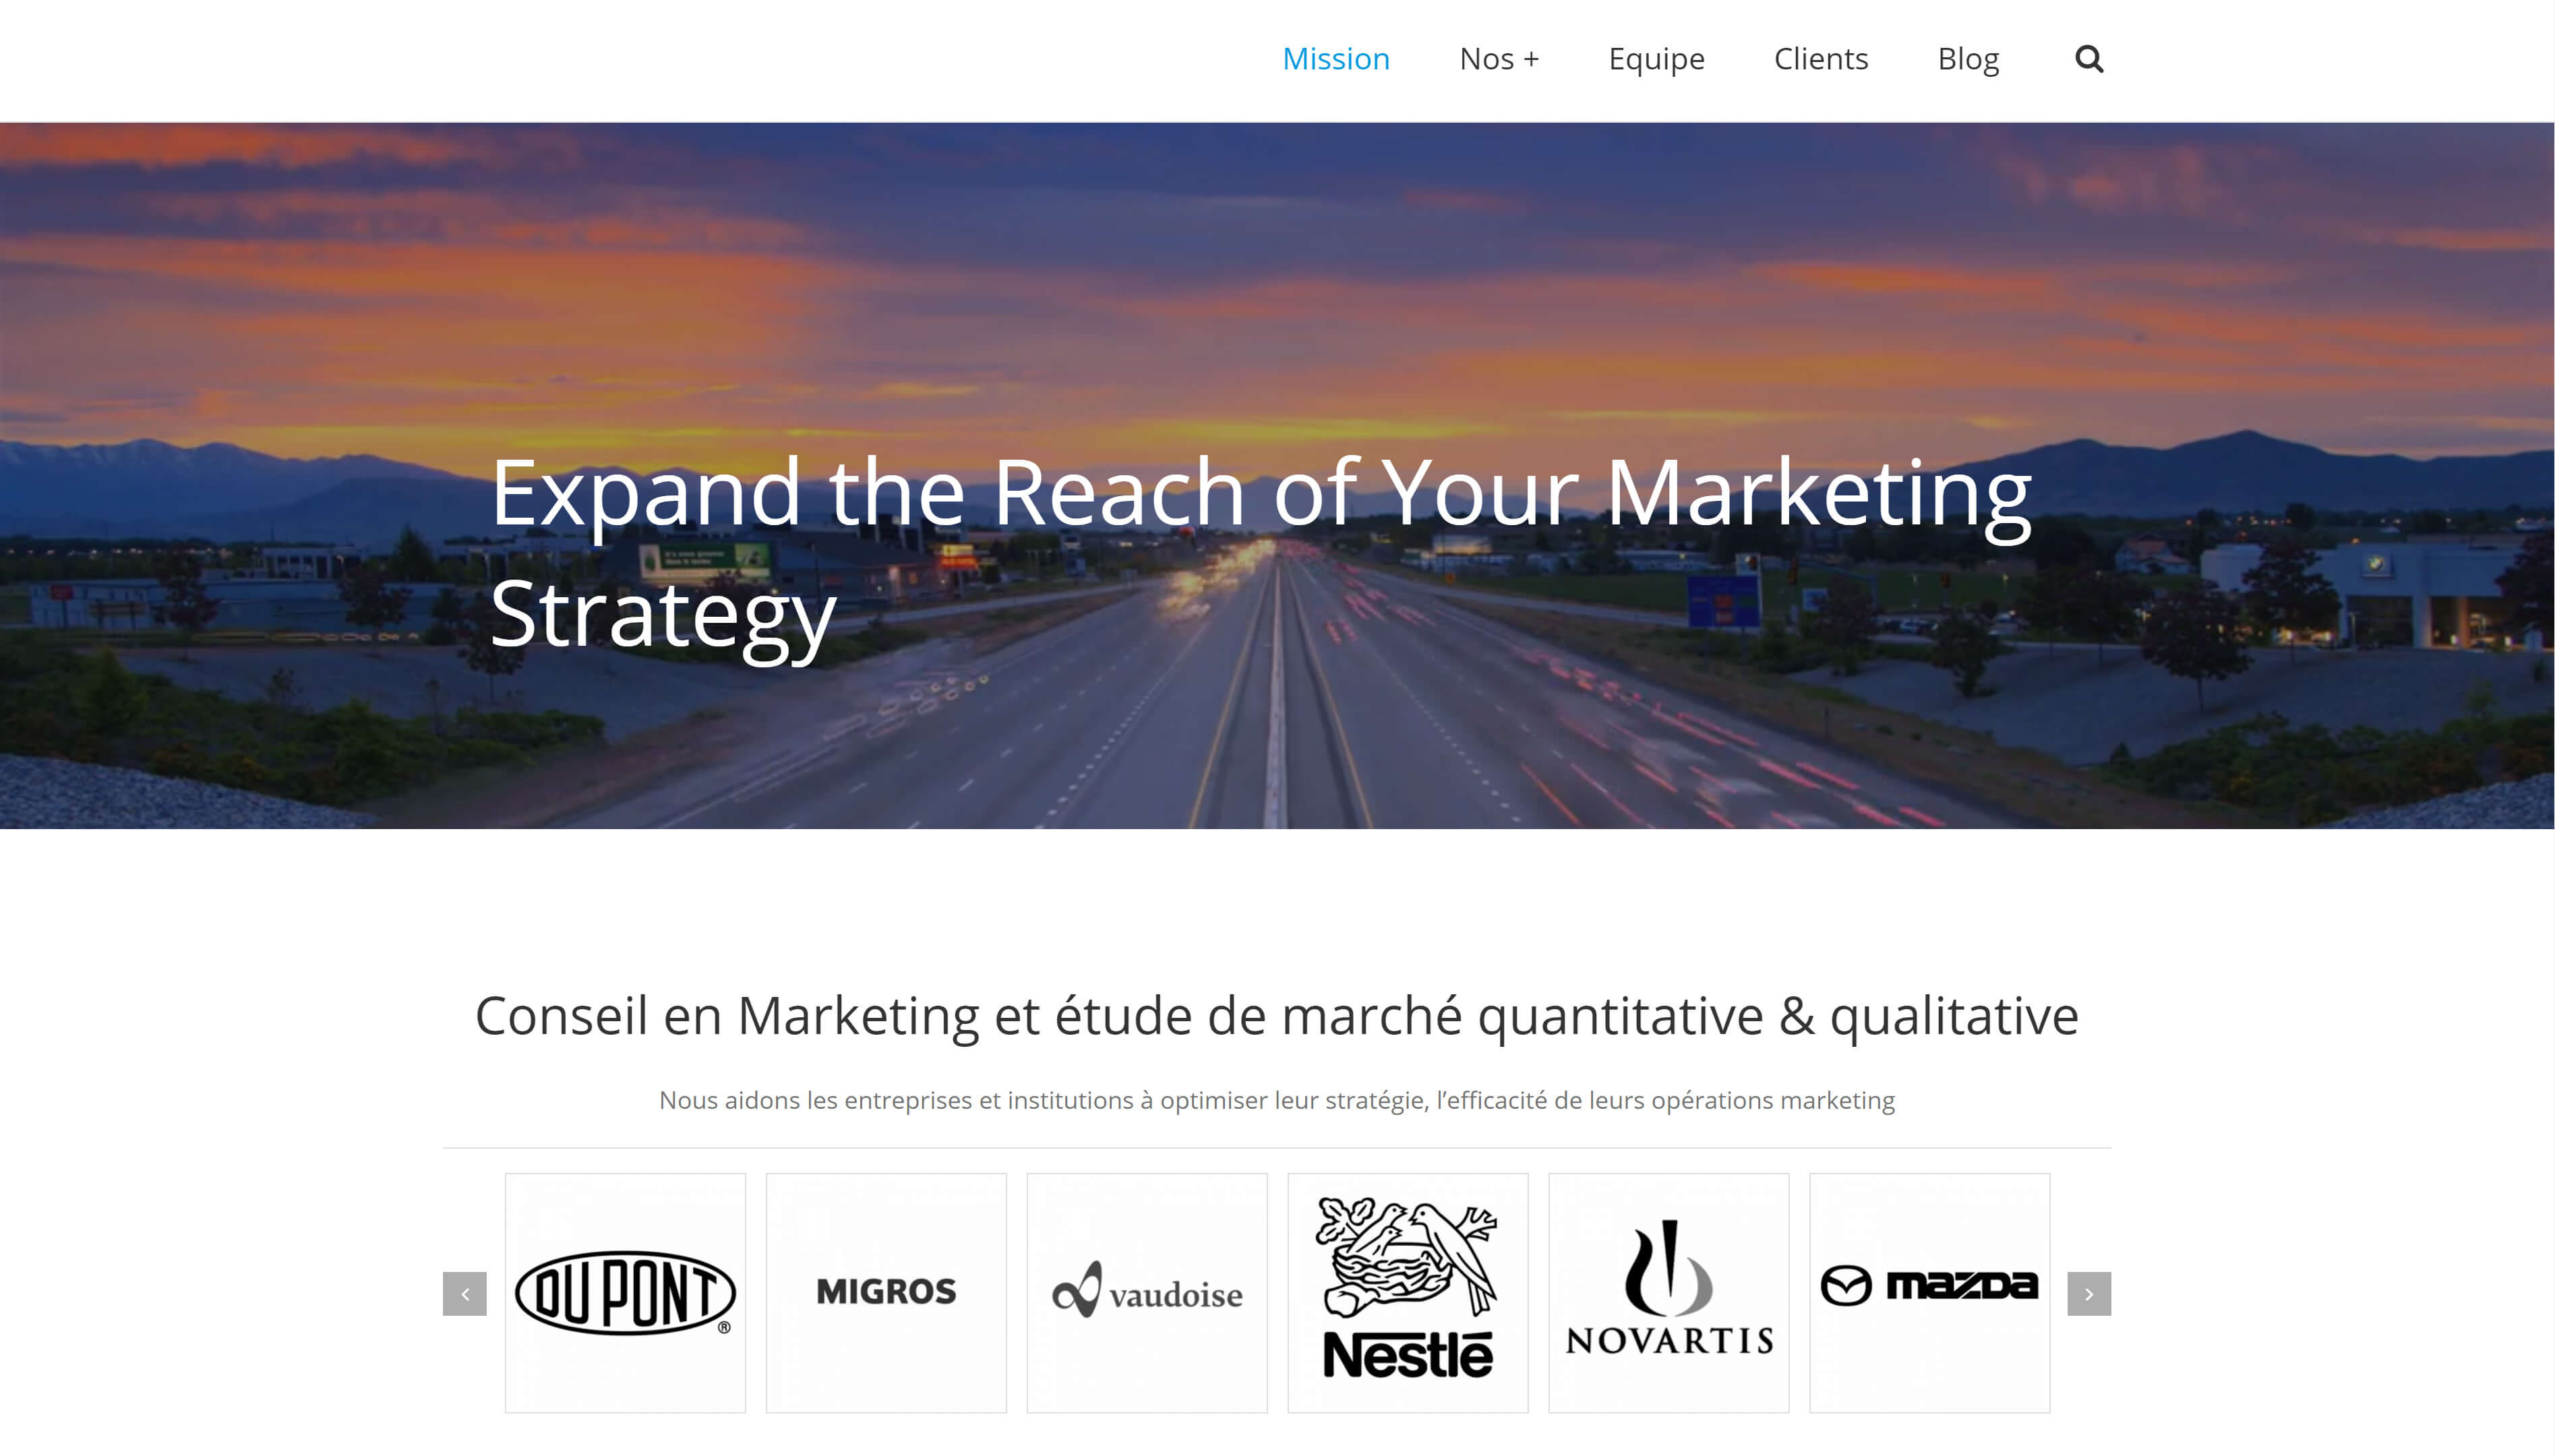 Mission Nos + Equipe Clients Blog
Expand the Reach of Your Marketing
Strategy
Conseil en Marketing et étude de marché quantitative & qualitative
Nous aidons les entreprises et institutions à optimiser leur stratégie, l’efficacité de leurs opérations marketing
DU PONT ®
MIGROS
vaudoise
Nestlé
NOVARTIS
mazda